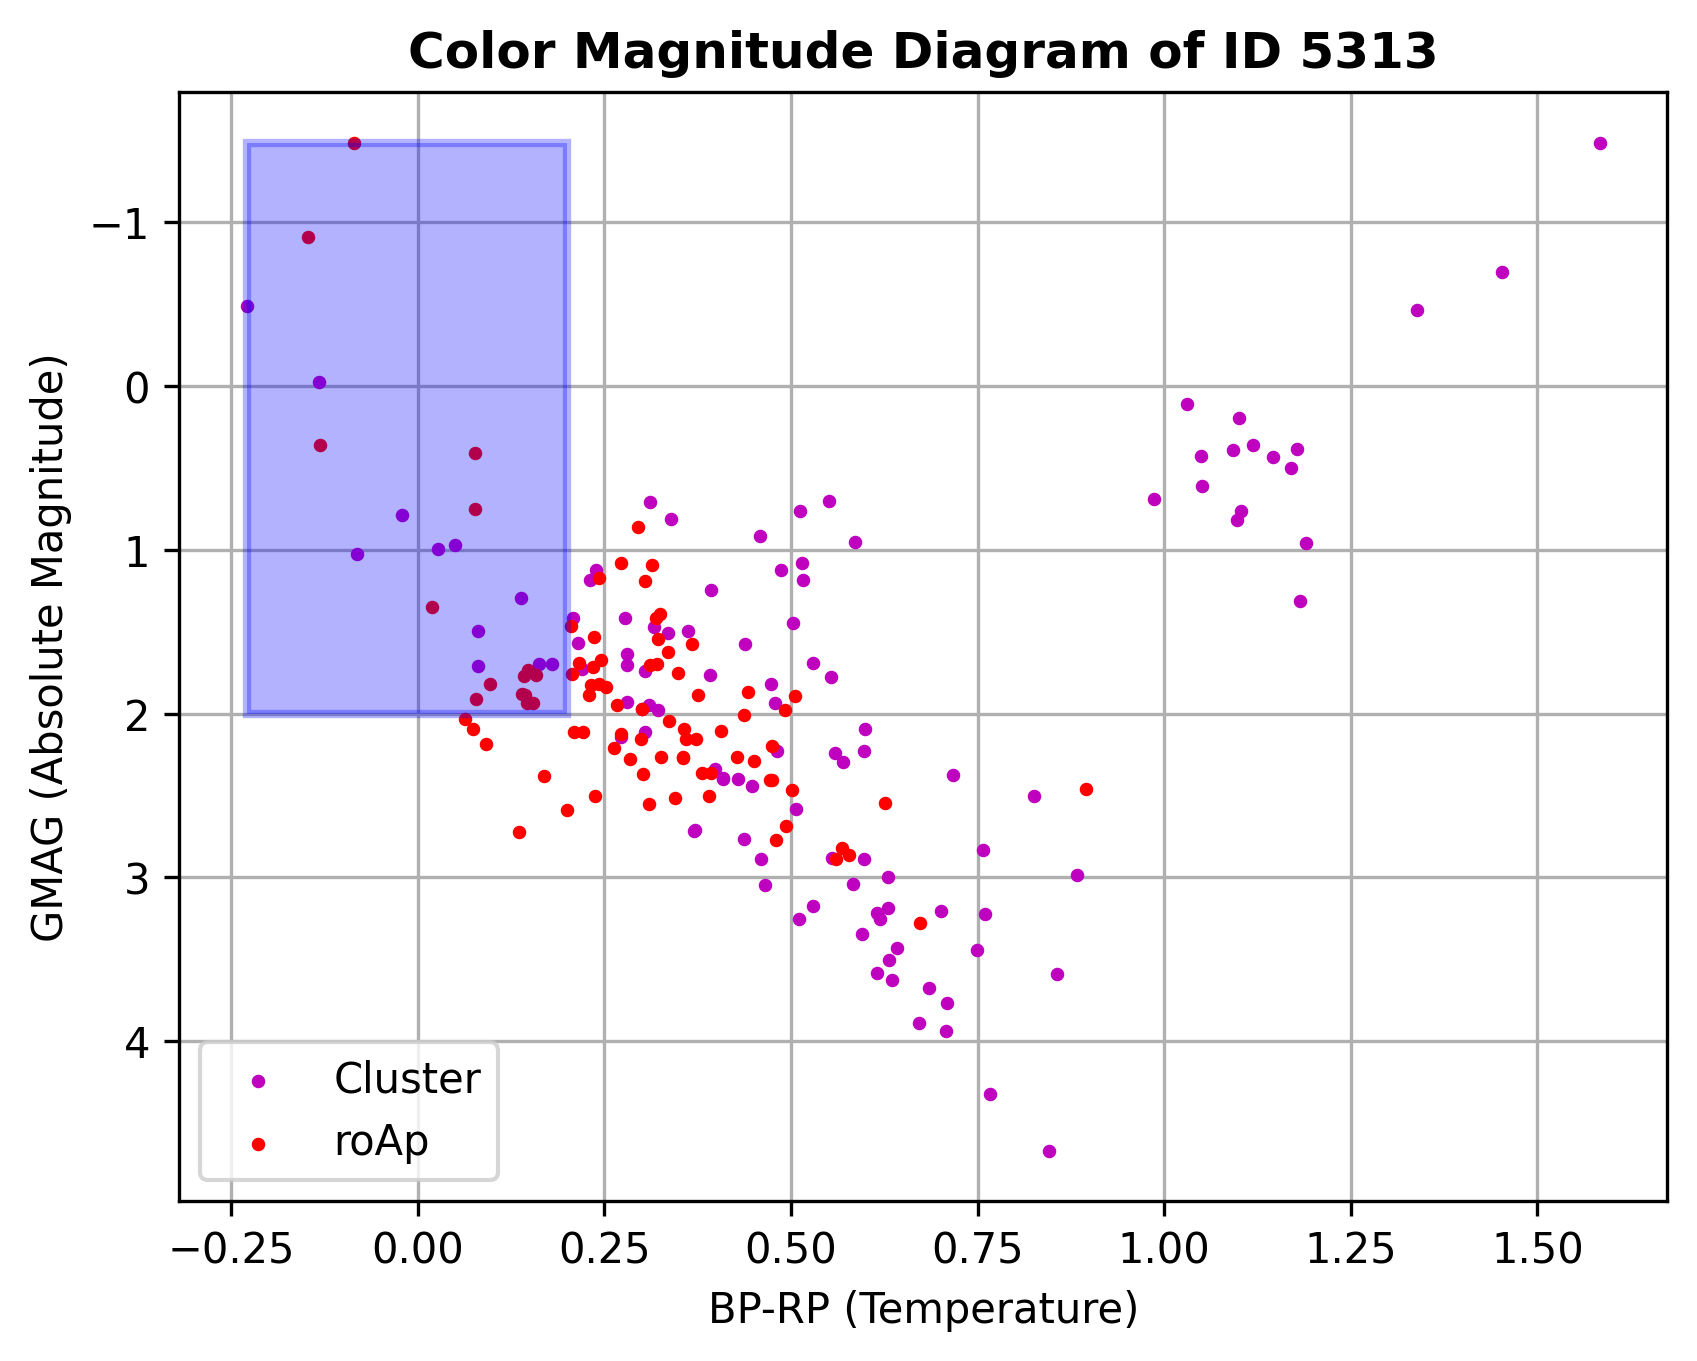 Color Magnitude Diagram of ID 5313
GMAG (Absolute Magnitude)
−1
0
1
2
3
4
Cluster
roAp
−0.25 0.00 0.25 0.50 0.75 1.00 1.25 1.50
BP-RP (Temperature)